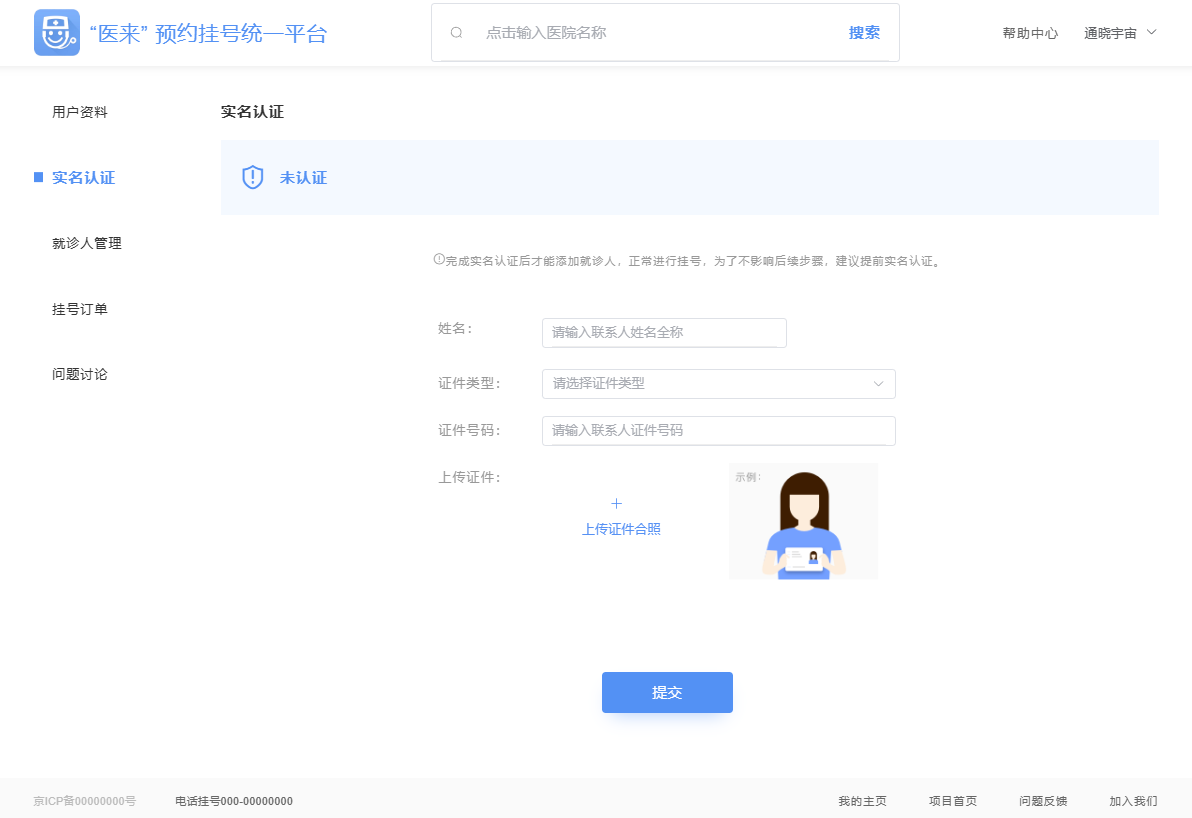 “医来” 预约挂号统一平台
点击输入医院名称
搜索
帮助中心
通晓宇宙
用户资料
实名认证
就诊人管理
挂号订单
问题讨论
实名认证
未认证
完成实名认证后才能添加就诊人，正常进行挂号，为了不影响后续步骤，建议提前实名认证。
姓名：
请输入联系人姓名全称
证件类型：
请选择证件类型
证件号码：
请输入联系人证件号码
上传证件：
上传证件合照
示例：
提交
京ICP备00000000号
电话挂号000-00000000
我的主页
项目首页
问题反馈
加入我们